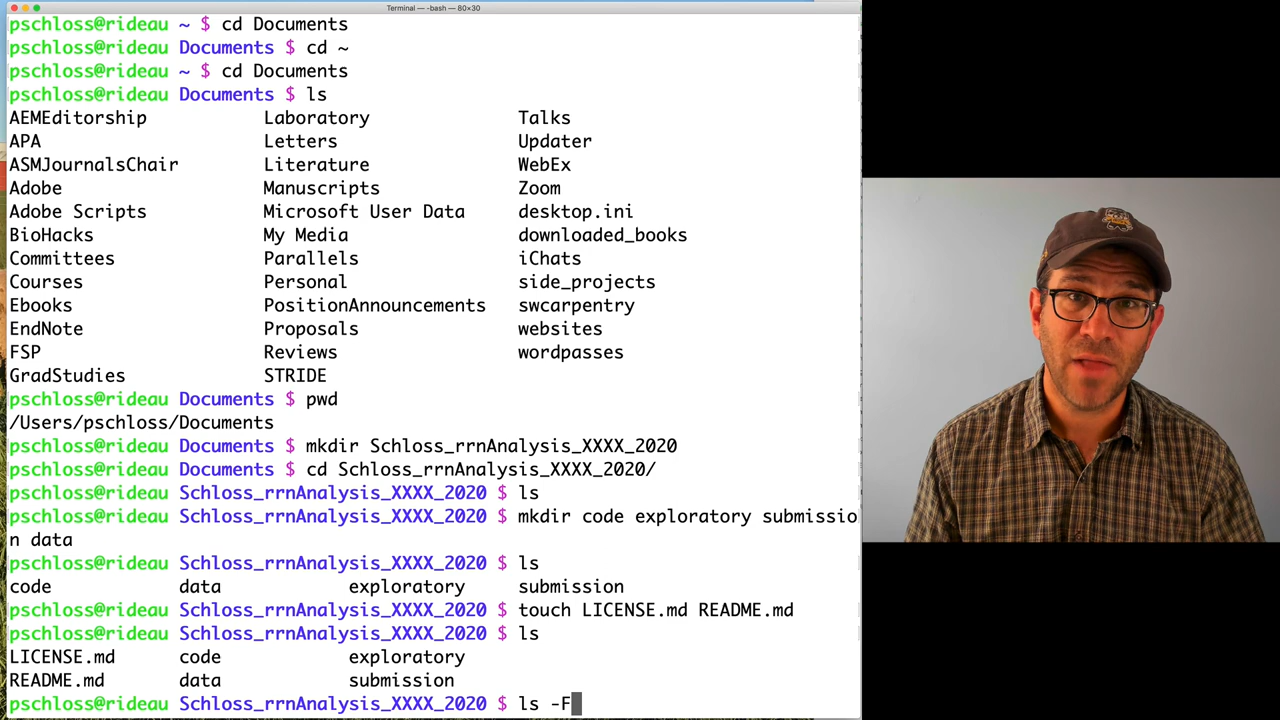 Terminal — -bash — 80×30
pschloss@rideau ~ $ cd Documents
pschloss@rideau Documents $ cd ~
pschloss@rideau ~ $ cd Documents
pschloss@rideau Documents $ ls
AEMEditorship Laboratory Talks
APA Letters Updater
ASMJournalsChair Literature WebEx
Adobe Manuscripts Zoom
Adobe Scripts Microsoft User Data desktop.ini
BioHacks My Media downloaded_books
Committees Parallels iChats
Courses Personal side_projects
Ebooks PositionAnnouncements swcarpentry
EndNote Proposals websites
FSP Reviews wordpasses
GradStudies STRIDE
pschloss@rideau Documents $ pwd
/Users/pschloss/Documents
pschloss@rideau Documents $ mkdir Schloss_rrnAnalysis_XXXX_2020
pschloss@rideau Documents $ cd Schloss_rrnAnalysis_XXXX_2020/
pschloss@rideau Schloss_rrnAnalysis_XXXX_2020 $ ls
pschloss@rideau Schloss_rrnAnalysis_XXXX_2020 $ mkdir code exploratory submissio
n data
pschloss@rideau Schloss_rrnAnalysis_XXXX_2020 $ ls
code data exploratory submission
pschloss@rideau Schloss_rrnAnalysis_XXXX_2020 $ touch LICENSE.md README.md
pschloss@rideau Schloss_rrnAnalysis_XXXX_2020 $ ls
LICENSE.md code exploratory
README.md data submission
pschloss@rideau Schloss_rrnAnalysis_XXXX_2020 $ ls -F